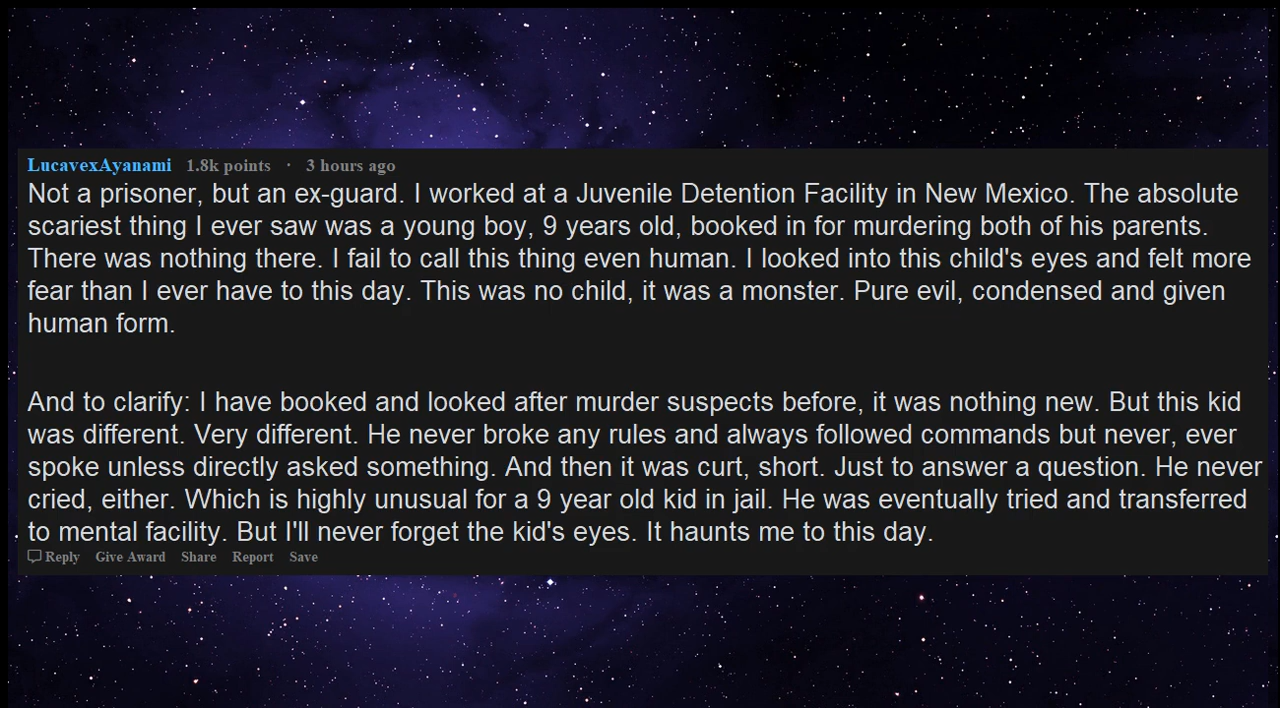 LucavexAyanami 1.8k points · 3 hours ago
Not a prisoner, but an ex-guard. I worked at a Juvenile Detention Facility in New Mexico. The absolute
scariest thing I ever saw was a young boy, 9 years old, booked in for murdering both of his parents.
There was nothing there. I fail to call this thing even human. I looked into this child's eyes and felt more
fear than I ever have to this day. This was no child, it was a monster. Pure evil, condensed and given
human form.
And to clarify: I have booked and looked after murder suspects before, it was nothing new. But this kid
was different. Very different. He never broke any rules and always followed commands but never, ever
spoke unless directly asked something. And then it was curt, short. Just to answer a question. He never
cried, either. Which is highly unusual for a 9 year old kid in jail. He was eventually tried and transferred
to mental facility. But I'll never forget the kid's eyes. It haunts me to this day.
Reply Give Award Share Report Save